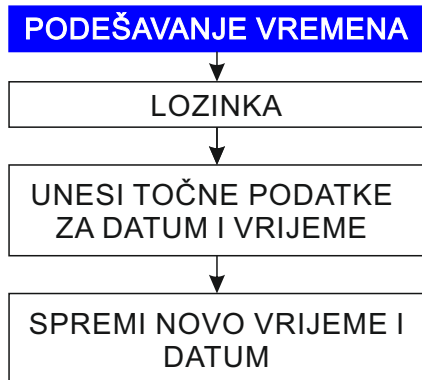 PODEŠAVANJE VREMENA
LOZINKA
UNESI TOČNE PODATKE
ZA DATUM I VRIJEME
SPREMI NOVO VRIJEME I
DATUM